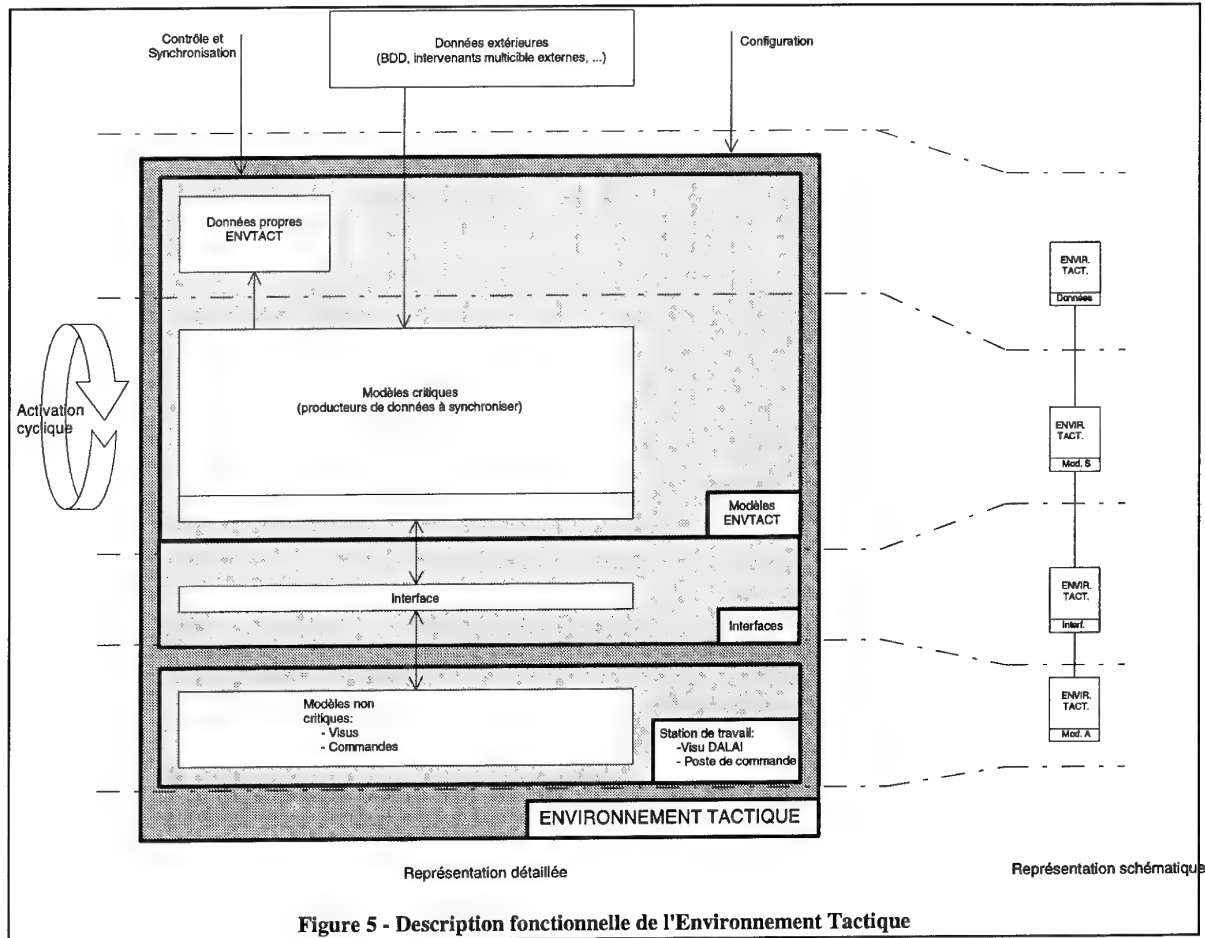 Contrôle et
Synchronisation
Données extérieures
(BDD, intervenants multicible externes, ...)
Configuration
Données propres
ENVTACT
ENVIR.
TACT.
Données
Activation
cyclique
Modèles critiques
(producteurs de données à synchroniser)
ENVIR.
TACT.
Mod. S
Modèles
ENVTACT
Interface
Interfaces
ENVIR.
TACT.
Interf.
Modèles non
critiques:
- Visus
- Commandes
Station de travail:
-Visu DALAI
- Poste de commande
ENVIR.
TACT.
Mod. A
ENVIRONNEMENT TACTIQUE
Représentation détaillée
Représentation schématique
Figure 5 - Description fonctionnelle de l'Environnement Tactique